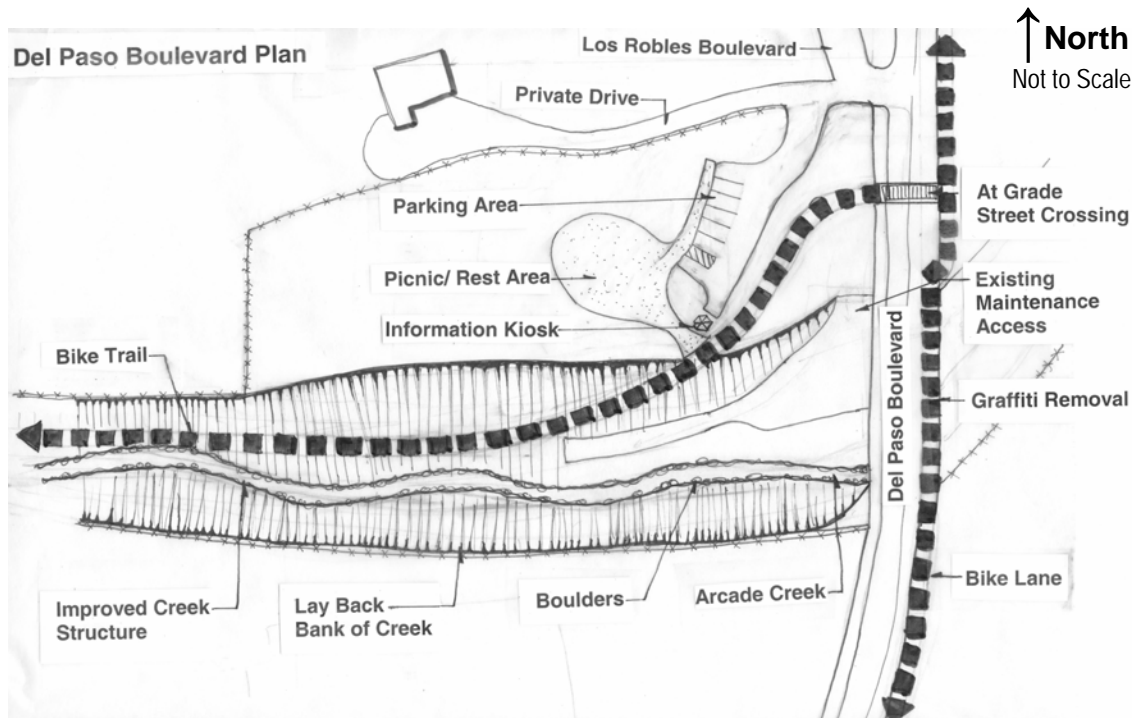 North
Not to Scale
Del Paso Boulevard Plan
Los Robles Boulevard
Private Drive
Parking Area
At Grade
Street Crossing
Picnic/ Rest Area
Existing
Maintenance
Access
Information Kiosk
Bike Trail
Del Paso Boulevard
Graffiti Removal
Improved Creek
Structure
Lay Back
Bank of Creek
Boulders
Arcade Creek
Bike Lane